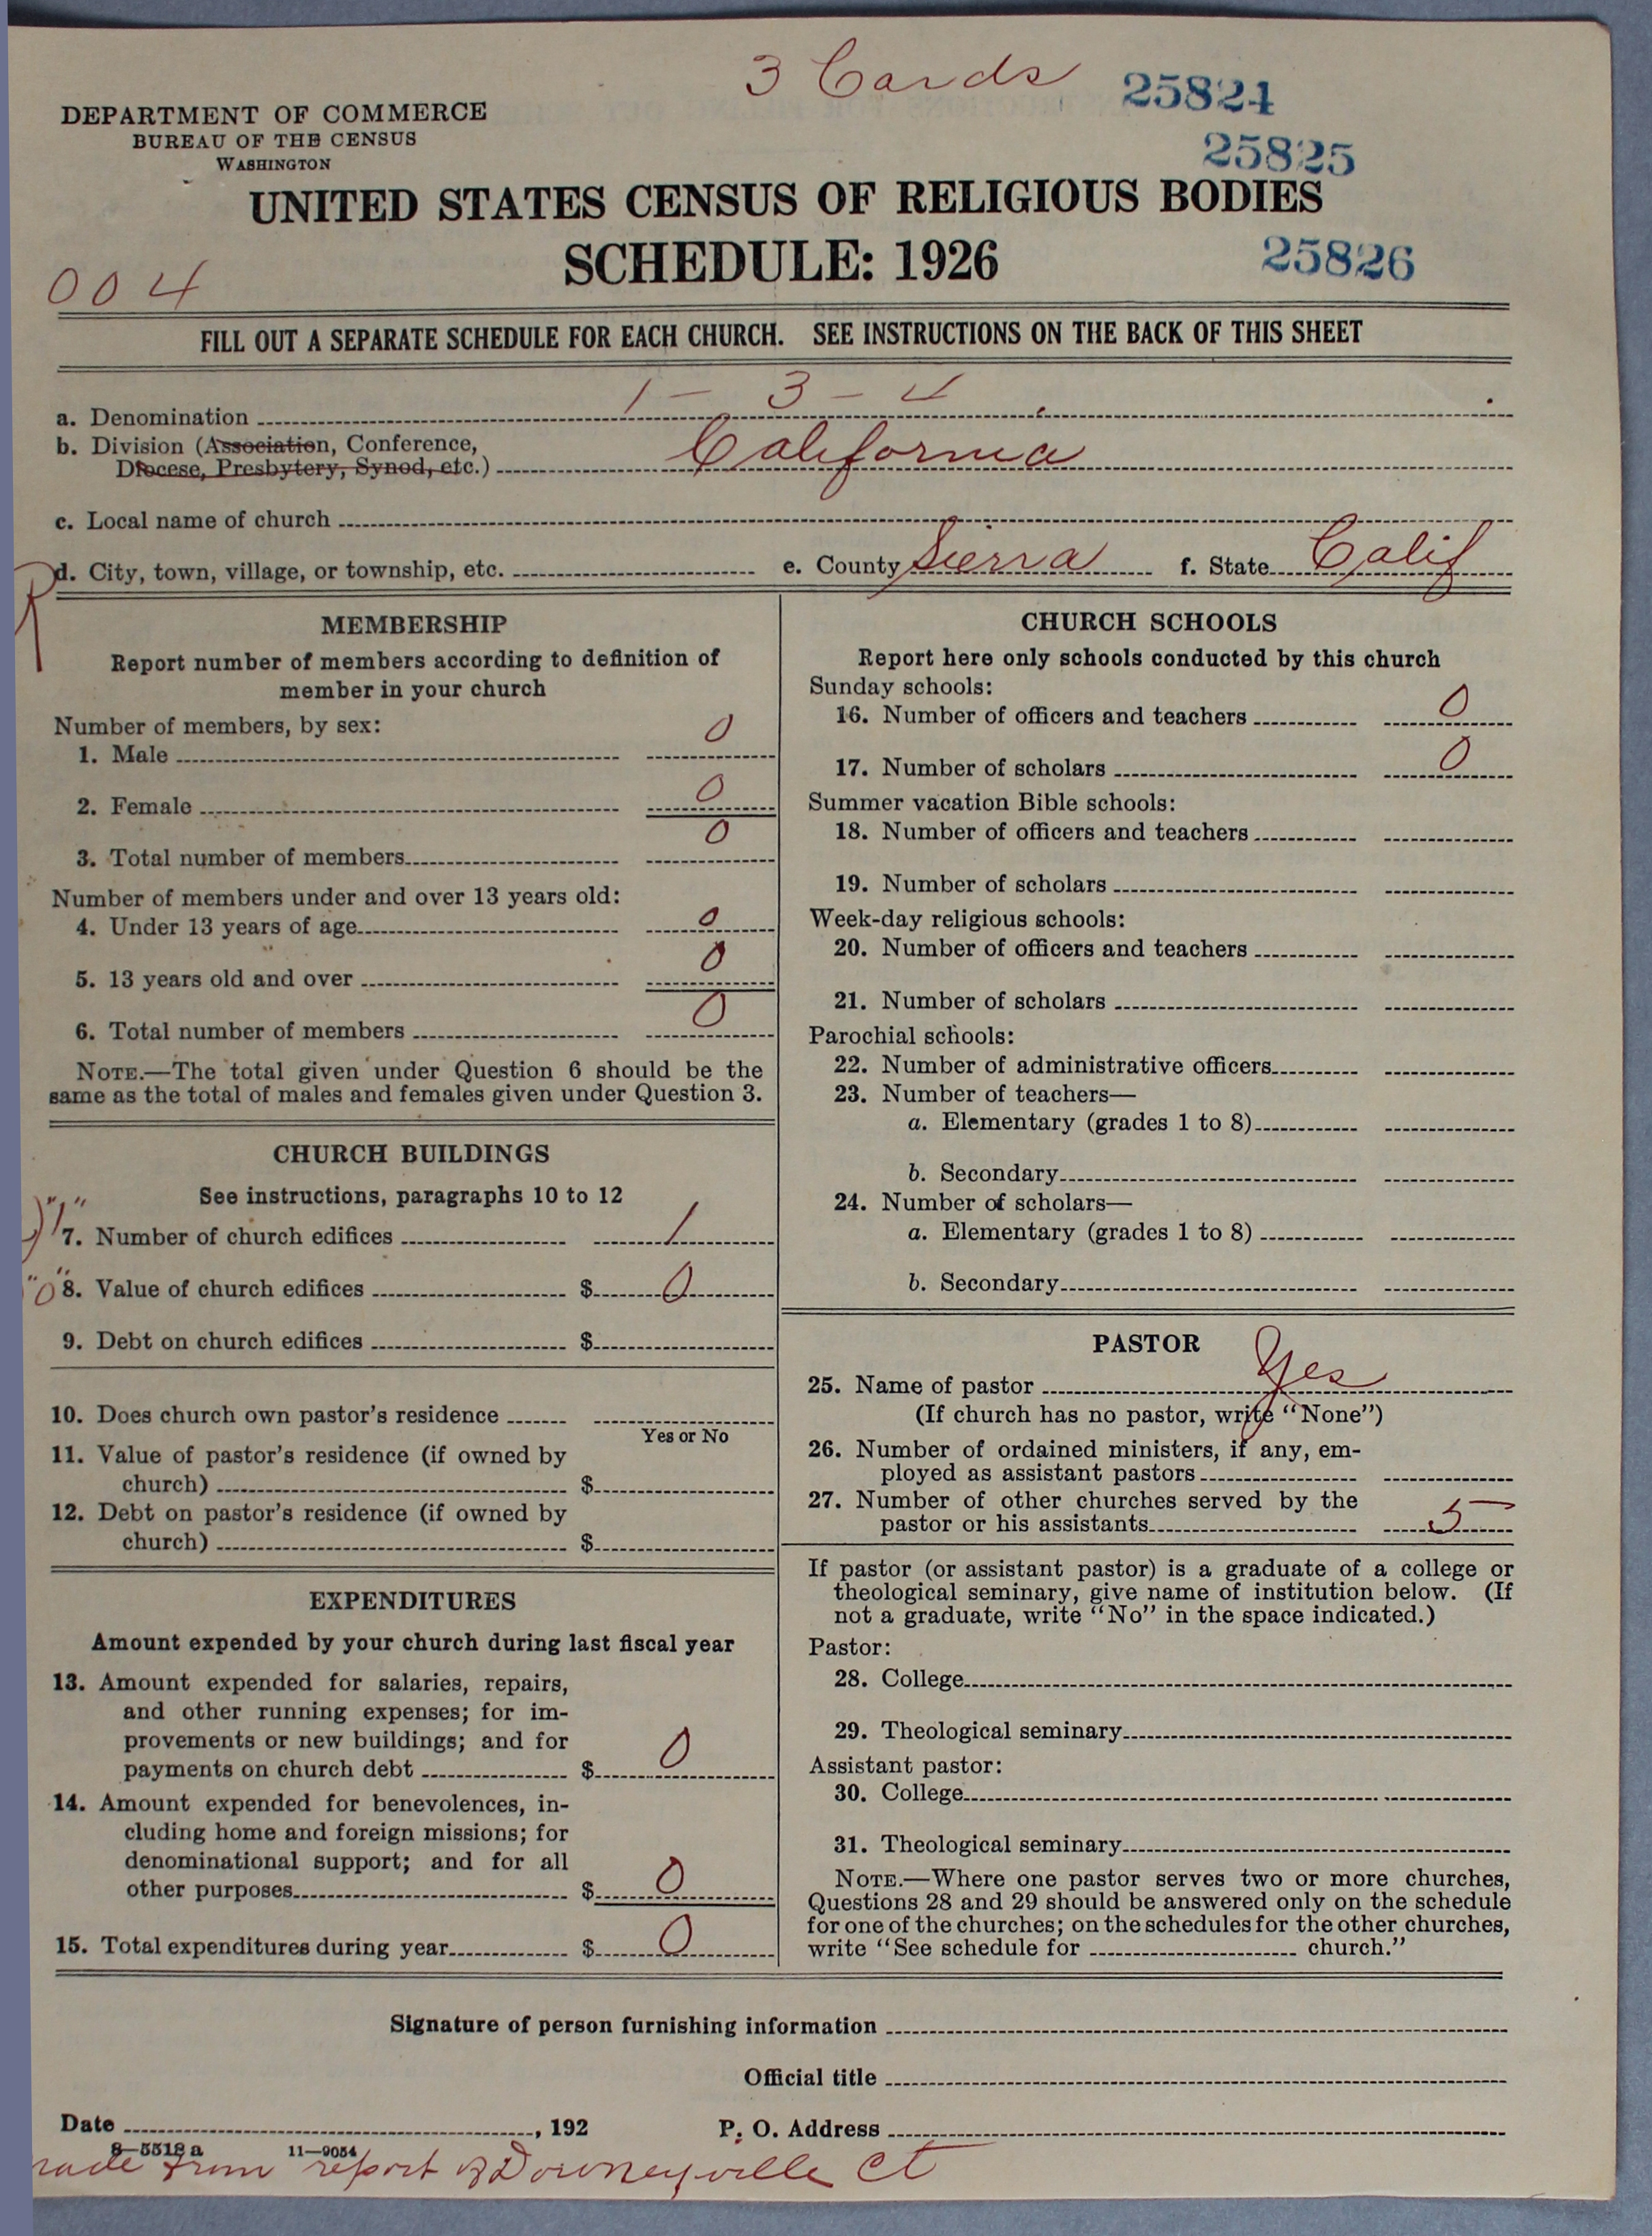 3 Cards 25824
DEPARTMENT OF COMMERCE
BUREAU OF THE CENSUS
WASHINGTON
25825
UNITED STATES CENSUS OF RELIGIOUS BODIES
SCHEDULE: 1926
25826
004
FILL OUT A SEPARATE SCHEDULE FOR EACH CHURCH. SEE INSTRUCTIONS ON THE BACK OF THIS SHEET
a. Denomination 1-3-4
b. Division (Association, Conference,
Diocese, Presbytery, Synod, etc.) California
c. Local name of church
d. City, town, village, or township, etc. e. County Sierra f. State Calif
R
MEMBERSHIP
Report number of members according to definition of
member in your church
Number of members, by sex:
1. Male 0
2. Female 0
3. Total number of members 0
Number of members under and over 13 years old:
4. Under 13 years of age 0
5. 13 years old and over 0
6. Total number of members 0
NOTE.—The total given under Question 6 should be the
same as the total of males and females given under Question 3.
CHURCH BUILDINGS
See instructions, paragraphs 10 to 12
"1"
7. Number of church edifices 1
"0" 8. Value of church edifices $ 0
9. Debt on church edifices $
10. Does church own pastor's residence
Yes or No
11. Value of pastor's residence (if owned by
church) $
12. Debt on pastor's residence (if owned by
church) $
EXPENDITURES
Amount expended by your church during last fiscal year
13. Amount expended for salaries, repairs,
and other running expenses; for im-
provements or new buildings; and for
payments on church debt $ 0
14. Amount expended for benevolences, in-
cluding home and foreign missions; for
denominational support; and for all
other purposes $ 0
15. Total expenditures during year $ 0
CHURCH SCHOOLS
Report here only schools conducted by this church
Sunday schools:
16. Number of officers and teachers 0
17. Number of scholars 0
Summer vacation Bible schools:
18. Number of officers and teachers
19. Number of scholars
Week-day religious schools:
20. Number of officers and teachers
21. Number of scholars
Parochial schools:
22. Number of administrative officers
23. Number of teachers—
a. Elementary (grades 1 to 8)
b. Secondary
24. Number of scholars—
a. Elementary (grades 1 to 8)
b. Secondary
PASTOR
25. Name of pastor Yes
(If church has no pastor, write "None")
26. Number of ordained ministers, if any, em-
ployed as assistant pastors
27. Number of other churches served by the
pastor or his assistants 5
If pastor (or assistant pastor) is a graduate of a college or
theological seminary, give name of institution below. (If
not a graduate, write "No" in the space indicated.)
Pastor:
28. College
29. Theological seminary
Assistant pastor:
30. College
31. Theological seminary
NOTE.—Where one pastor serves two or more churches,
Questions 28 and 29 should be answered only on the schedule
for one of the churches; on the schedules for the other churches,
write "See schedule for church."
Signature of person furnishing information
Official title
Date , 192 P. O. Address
8—5518 a 11—9054
made from report of Downeyville Ct